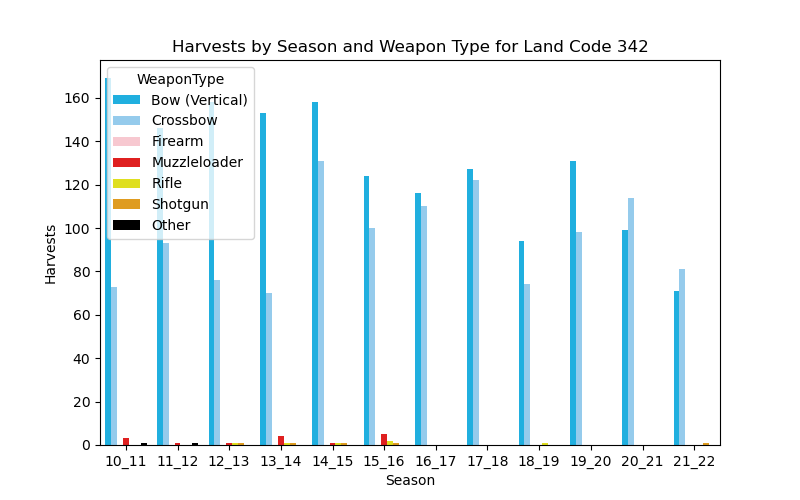 Harvests by Season and Weapon Type for Land Code 342
WeaponType
Bow (Vertical)
Crossbow
Firearm
Muzzleloader
Rifle
Shotgun
Other
160
140
120
100
80
60
40
20
0
Harvests
10_11 11_12 12_13 13_14 14_15 15_16 16_17 17_18 18_19 19_20 20_21 21_22
Season